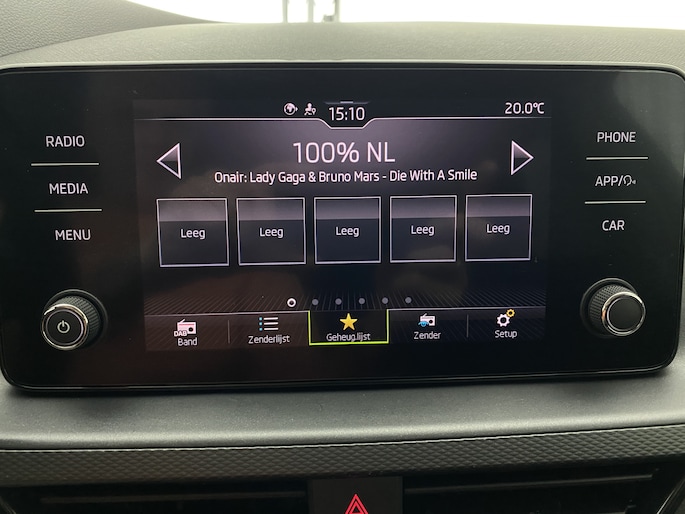 15:10
20.0°C
RADIO
MEDIA
MENU
100% NL
Onair: Lady Gaga & Bruno Mars - Die With A Smile
Leeg
Leeg
Leeg
Leeg
Leeg
DAB
Band
Zenderlijst
Geheug.lijst
Zender
Setup
PHONE
APP/
CAR